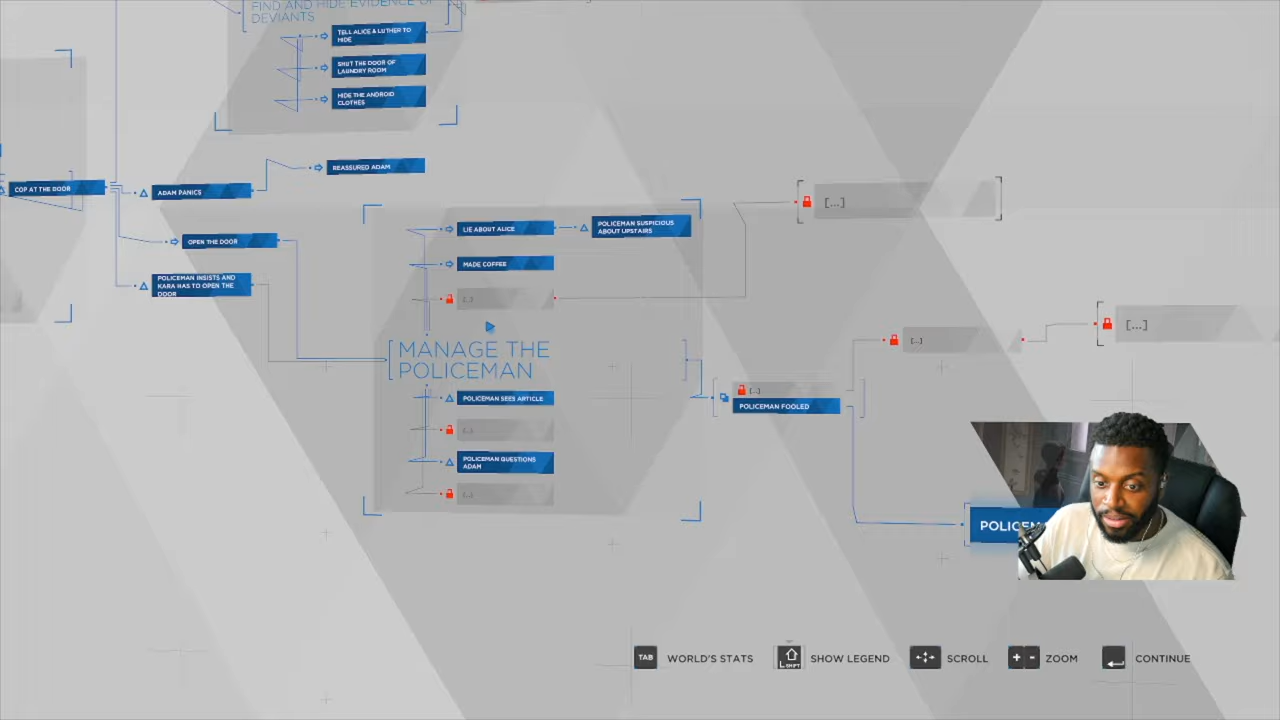 FIND AND HIDE EVIDENCE OF
DEVIANTS
TELL ALICE & LUTHER TO
HIDE
SHUT THE DOOR OF
LAUNDRY ROOM
HIDE THE ANDROID
CLOTHES
REASSURED ADAM
COP AT THE DOOR
ADAM PANICS
[...]
LIE ABOUT ALICE
POLICEMAN SUSPICIOUS
ABOUT UPSTAIRS
OPEN THE DOOR
MADE COFFEE
POLICEMAN INSISTS AND
KARA HAS TO OPEN THE
DOOR
[...]
[...]
[...]
MANAGE THE
POLICEMAN
[...]
POLICEMAN SEES ARTICLE
POLICEMAN FOOLED
[...]
POLICEMAN QUESTIONS
ADAM
[...]
TAB
WORLD'S STATS
L SHIFT
SHOW LEGEND
SCROLL
+ -
ZOOM
CONTINUE